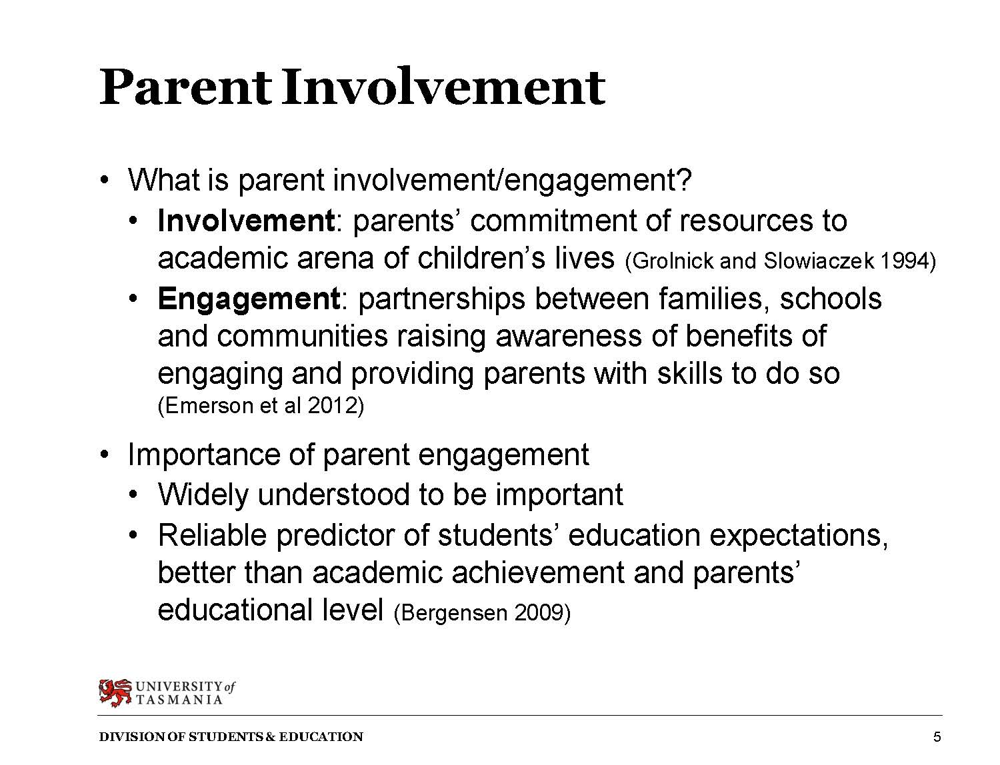 Parent Involvement
• What is parent involvement/engagement?
• Involvement: parents’ commitment of resources to
academic arena of children’s lives (Grolnick and Slowiaczek 1994)
• Engagement: partnerships between families, schools
and communities raising awareness of benefits of
engaging and providing parents with skills to do so
(Emerson et al 2012)
• Importance of parent engagement
• Widely understood to be important
• Reliable predictor of students’ education expectations,
better than academic achievement and parents’
educational level (Bergensen 2009)
UNIVERSITY of
TASMANIA
DIVISION OF STUDENTS & EDUCATION
5